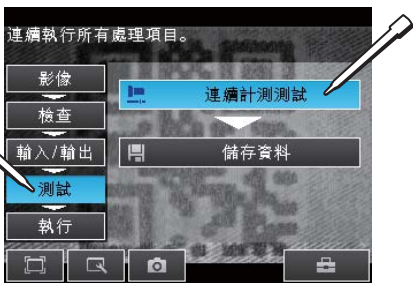 連續執行所有處理項目。
影像
檢查
輸入/輸出
測試
執行
連續計測測試
儲存資料